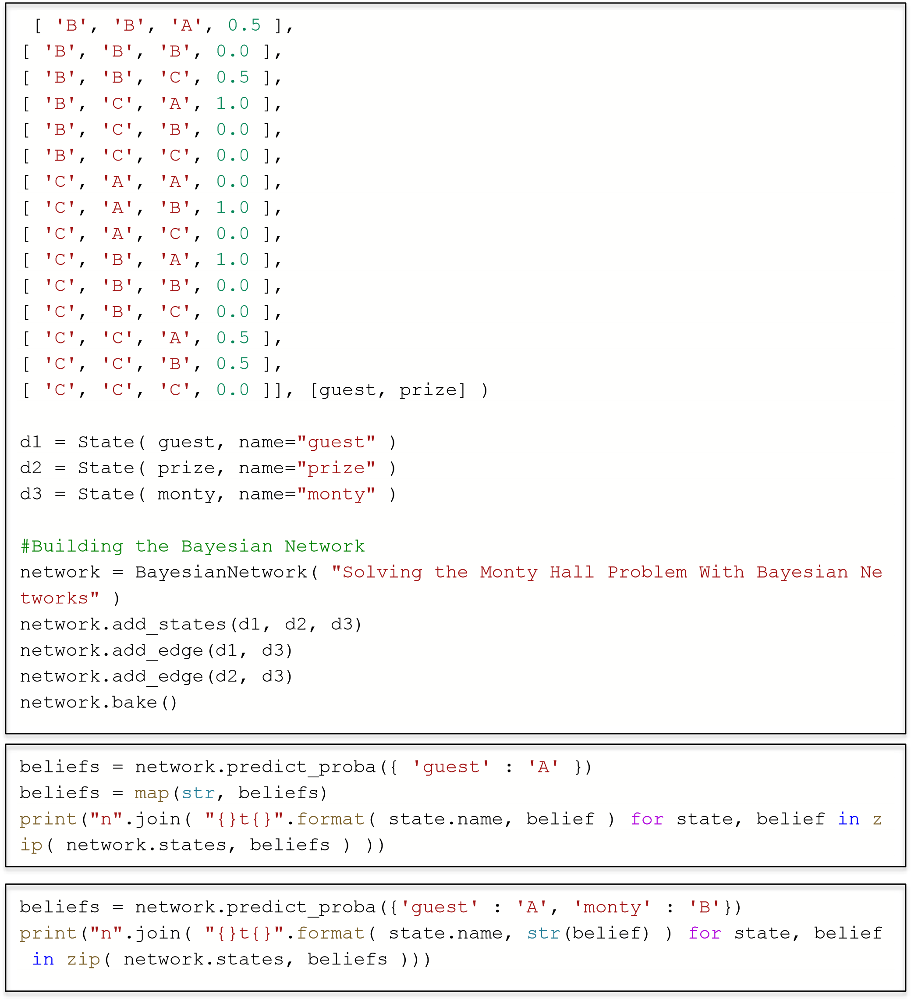 [ 'B', 'B', 'A', 0.5 ],
[ 'B', 'B', 'B', 0.0 ],
[ 'B', 'B', 'C', 0.5 ],
[ 'B', 'C', 'A', 1.0 ],
[ 'B', 'C', 'B', 0.0 ],
[ 'B', 'C', 'C', 0.0 ],
[ 'C', 'A', 'A', 0.0 ],
[ 'C', 'A', 'B', 1.0 ],
[ 'C', 'A', 'C', 0.0 ],
[ 'C', 'B', 'A', 1.0 ],
[ 'C', 'B', 'B', 0.0 ],
[ 'C', 'B', 'C', 0.0 ],
[ 'C', 'C', 'A', 0.5 ],
[ 'C', 'C', 'B', 0.5 ],
[ 'C', 'C', 'C', 0.0 ]], [guest, prize] )
d1 = State( guest, name="guest" )
d2 = State( prize, name="prize" )
d3 = State( monty, name="monty" )
#Building the Bayesian Network
network = BayesianNetwork( "Solving the Monty Hall Problem With Bayesian Ne
tworks" )
network.add_states(d1, d2, d3)
network.add_edge(d1, d3)
network.add_edge(d2, d3)
network.bake()
beliefs = network.predict_proba({ 'guest' : 'A' })
beliefs = map(str, beliefs)
print("n".join( "{}t{}".format( state.name, belief ) for state, belief in z
ip( network.states, beliefs ) ))
beliefs = network.predict_proba({'guest' : 'A', 'monty' : 'B'})
print("n".join( "{}t{}".format( state.name, str(belief) ) for state, belief
in zip( network.states, beliefs )))